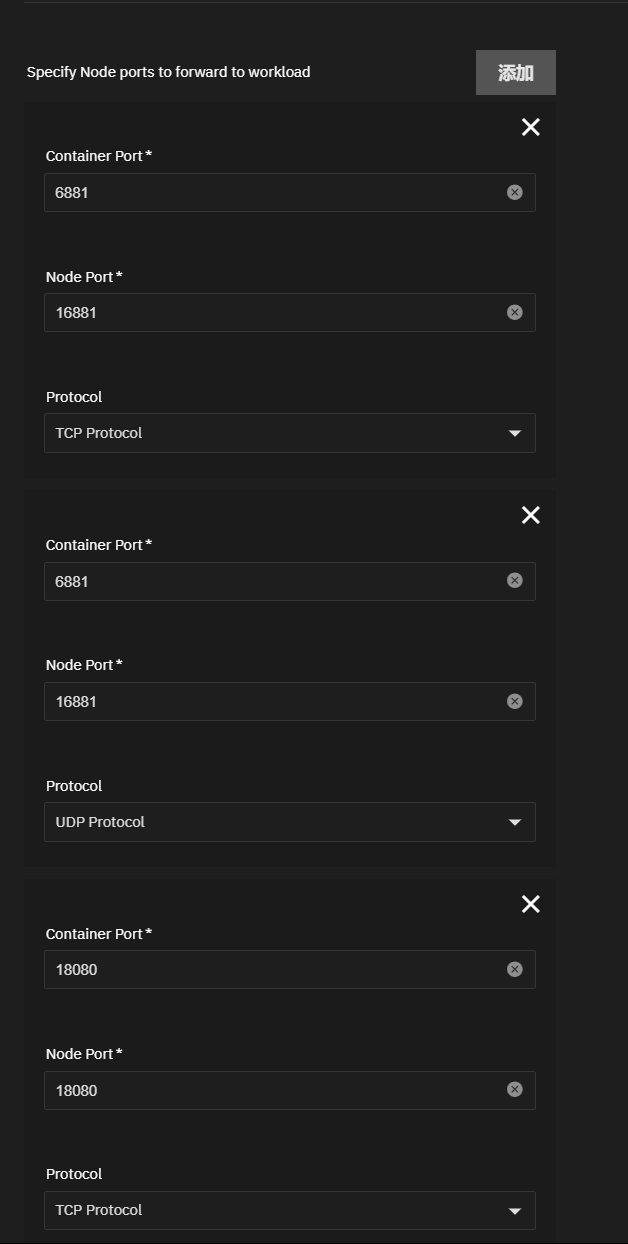 Specify Node ports to forward to workload
添加
Container Port *
6881
Node Port *
16881
Protocol
TCP Protocol
Container Port *
6881
Node Port *
16881
Protocol
UDP Protocol
Container Port *
18080
Node Port *
18080
Protocol
TCP Protocol